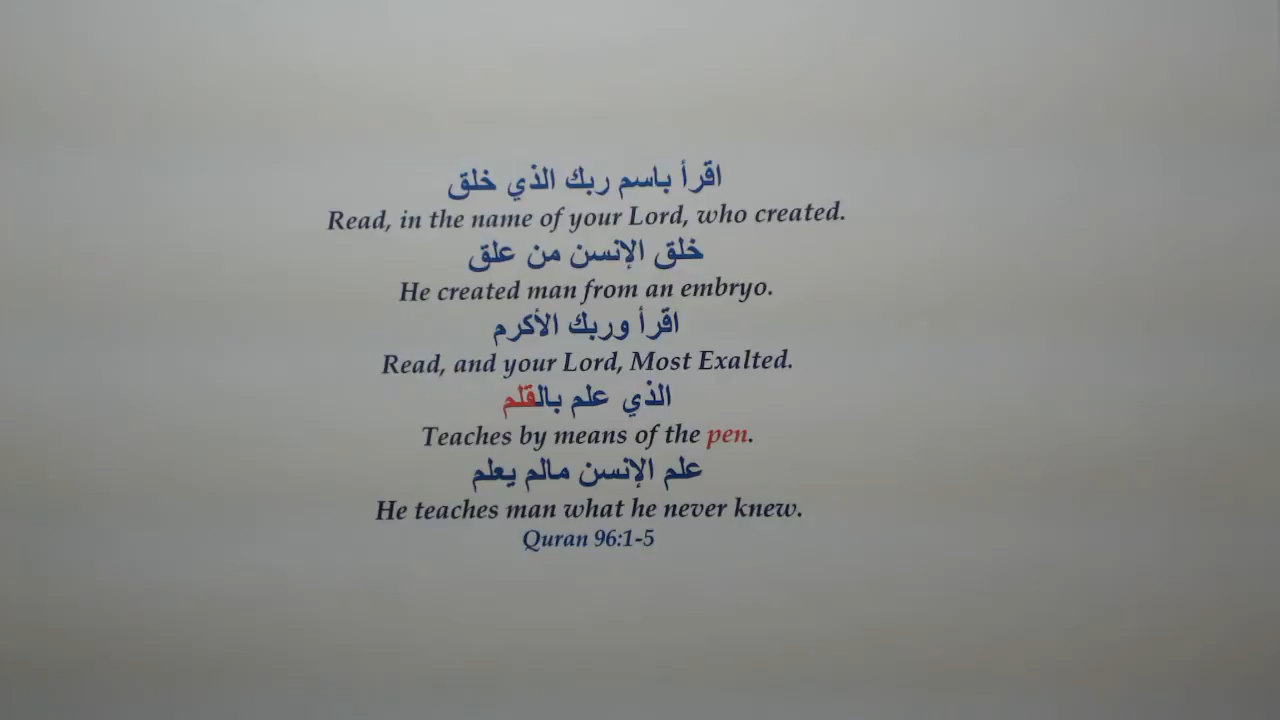 اقرأ باسم ربك الذي خلق
Read, in the name of your Lord, who created.
خلق الإنسن من علق
He created man from an embryo.
اقرأ وربك الأكرم
Read, and your Lord, Most Exalted.
الذي علم بالقلم
Teaches by means of the pen.
علم الإنسن مالم يعلم
He teaches man what he never knew.
Quran 96:1-5